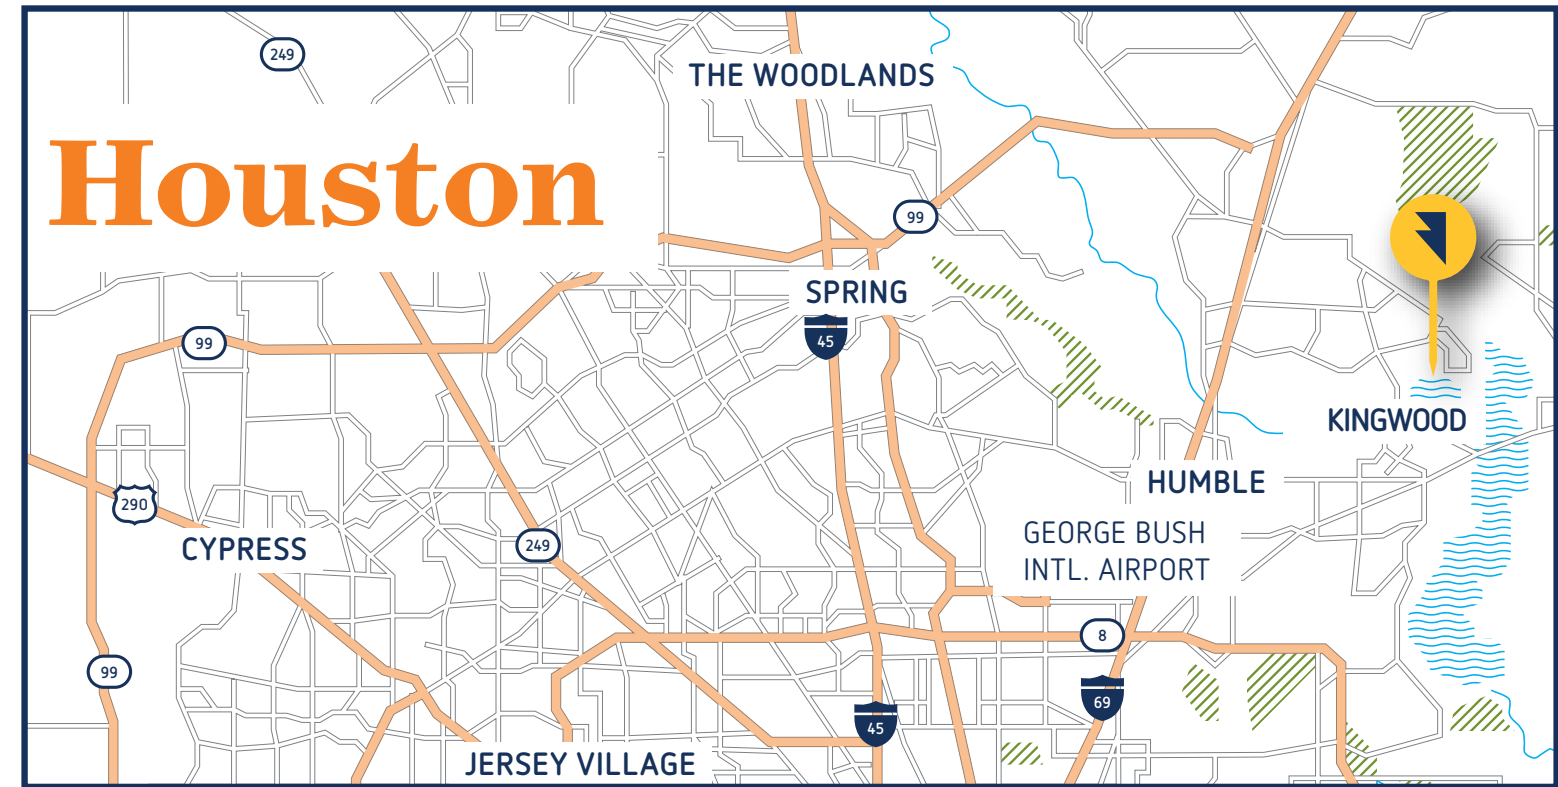 249
THE WOODLANDS
Houston
99
SPRING
45
99
KINGWOOD
HUMBLE
290
GEORGE BUSH
INTL. AIRPORT
CYPRESS
249
8
99
69
45
JERSEY VILLAGE